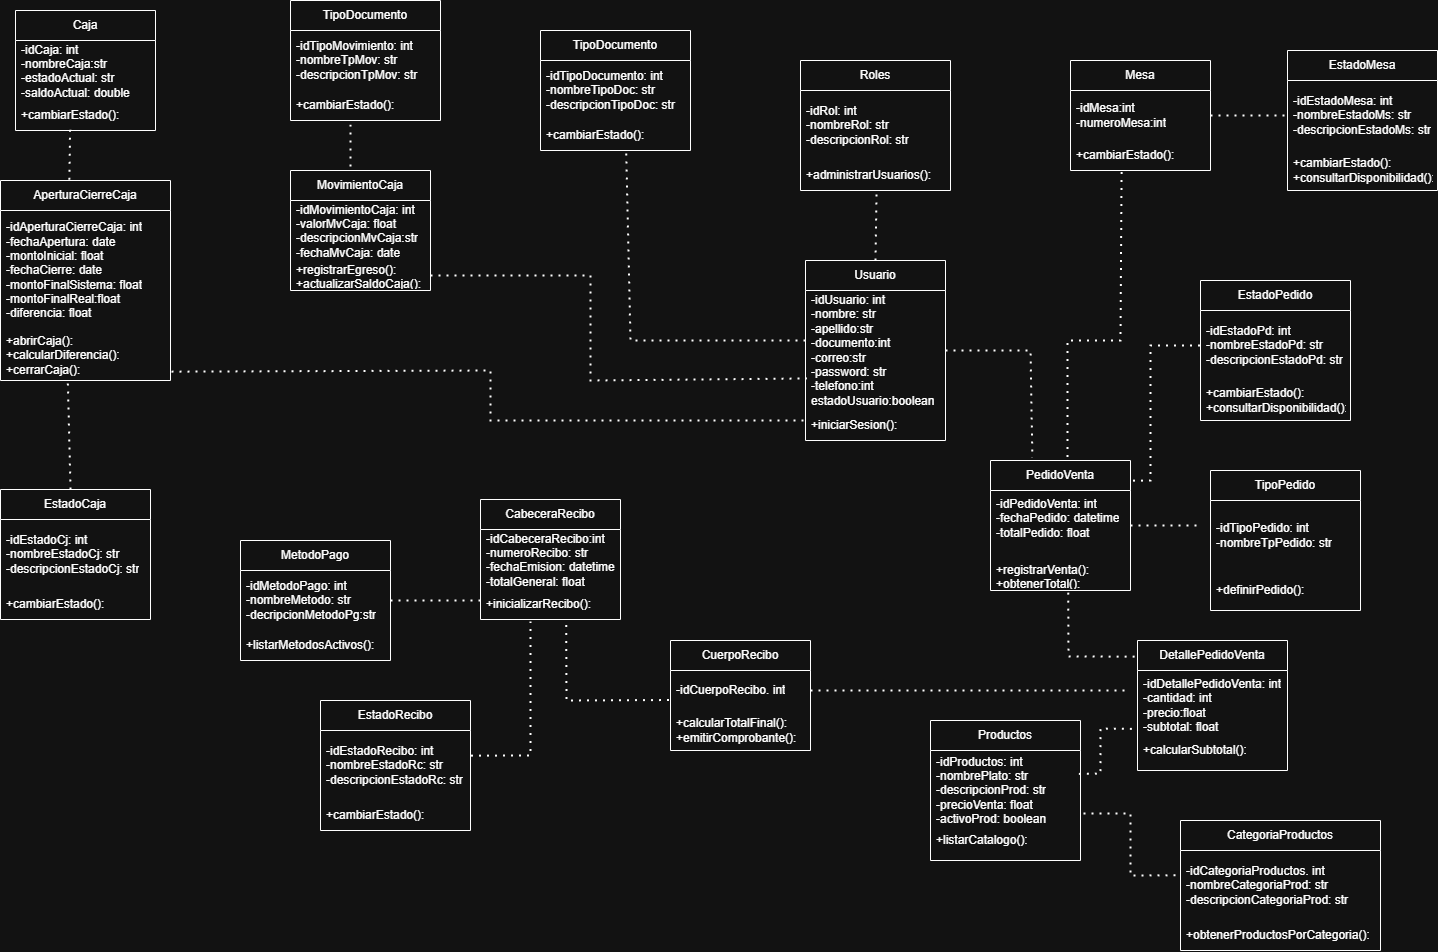 Caja
-idCaja: int
-nombreCaja:str
-estadoActual: str
-saldoActual: double
+cambiarEstado():
TipoDocumento
-idTipoMovimiento: int
-nombreTpMov: str
-descripcionTpMov: str
+cambiarEstado():
TipoDocumento
-idTipoDocumento: int
-nombreTipoDoc: str
-descripcionTipoDoc: str
+cambiarEstado():
Roles
-idRol: int
-nombreRol: str
-descripcionRol: str
+administrarUsuarios():
Mesa
-idMesa:int
-numeroMesa:int
+cambiarEstado():
EstadoMesa
-idEstadoMesa: int
-nombreEstadoMs: str
-descripcionEstadoMs: str
+cambiarEstado():
+consultarDisponibilidad():
AperturaCierreCaja
-idAperturaCierreCaja: int
-fechaApertura: date
-montoInicial: float
-fechaCierre: date
-montoFinalSistema: float
-montoFinalReal:float
-diferencia: float
+abrirCaja():
+calcularDiferencia():
+cerrarCaja():
MovimientoCaja
-idMovimientoCaja: int
-valorMvCaja: float
-descripcionMvCaja:str
-fechaMvCaja: date
+registrarEgreso():
+actualizarSaldoCaja():
Usuario
-idUsuario: int
-nombre: str
-apellido:str
-documento:int
-correo:str
-password: str
-telefono:int
estadoUsuario:boolean
+iniciarSesion():
EstadoPedido
-idEstadoPd: int
-nombreEstadoPd: str
-descripcionEstadoPd: str
+cambiarEstado():
+consultarDisponibilidad():
PedidoVenta
-idPedidoVenta: int
-fechaPedido: datetime
-totalPedido: float
+registrarVenta():
+obtenerTotal():
TipoPedido
-idTipoPedido: int
-nombreTpPedido: str
+definirPedido():
EstadoCaja
-idEstadoCj: int
-nombreEstadoCj: str
-descripcionEstadoCj: str
+cambiarEstado():
MetodoPago
-idMetodoPago: int
-nombreMetodo: str
-decripcionMetodoPg:str
+listarMetodosActivos():
CabeceraRecibo
-idCabeceraRecibo:int
-numeroRecibo: str
-fechaEmision: datetime
-totalGeneral: float
+inicializarRecibo():
CuerpoRecibo
-idCuerpoRecibo. int
+calcularTotalFinal():
+emitirComprobante():
DetallePedidoVenta
-idDetallePedidoVenta: int
-cantidad: int
-precio:float
-subtotal: float
+calcularSubtotal():
EstadoRecibo
-idEstadoRecibo: int
-nombreEstadoRc: str
-descripcionEstadoRc: str
+cambiarEstado():
Productos
-idProductos: int
-nombrePlato: str
-descripcionProd: str
-precioVenta: float
-activoProd: boolean
+listarCatalogo():
CategoriaProductos
-idCategoriaProductos. int
-nombreCategoriaProd: str
-descripcionCategoriaProd: str
+obtenerProductosPorCategoria():